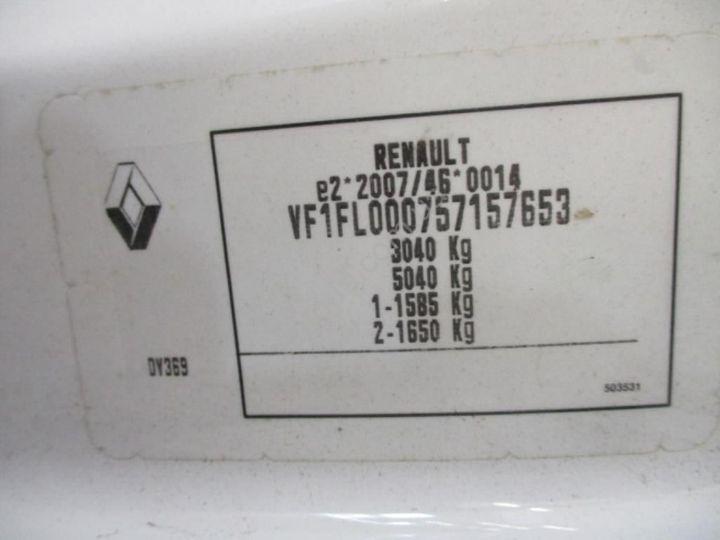 RENAULT
e2*2007/46*0014
VF1FL000757157653
3040 Kg
5040 Kg
1-1585 Kg
2-1650 Kg
DY369
503531